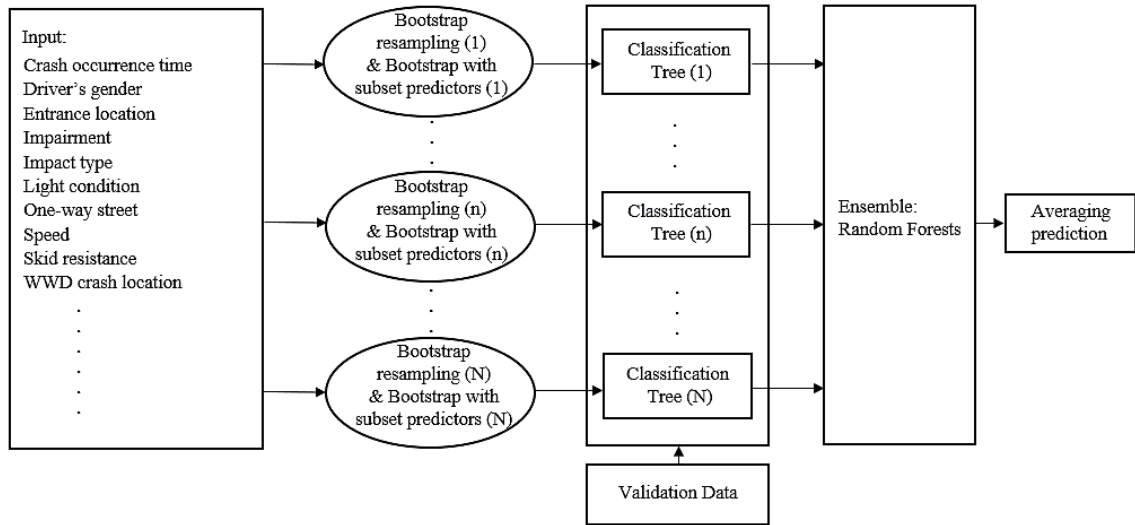 Input:
Crash occurrence time
Driver's gender
Entrance location
Impairment
Impact type
Light condition
One-way street
Speed
Skid resistance
WWD crash location
Bootstrap
resampling (1)
& Bootstrap with
subset predictors (1)
Bootstrap
resampling (n)
& Bootstrap with
subset predictors (n)
Bootstrap
resampling (N)
& Bootstrap with
subset predictors (N)
Classification
Tree (1)
Classification
Tree (n)
Classification
Tree (N)
Validation Data
Ensemble:
Random Forests
Averaging
prediction